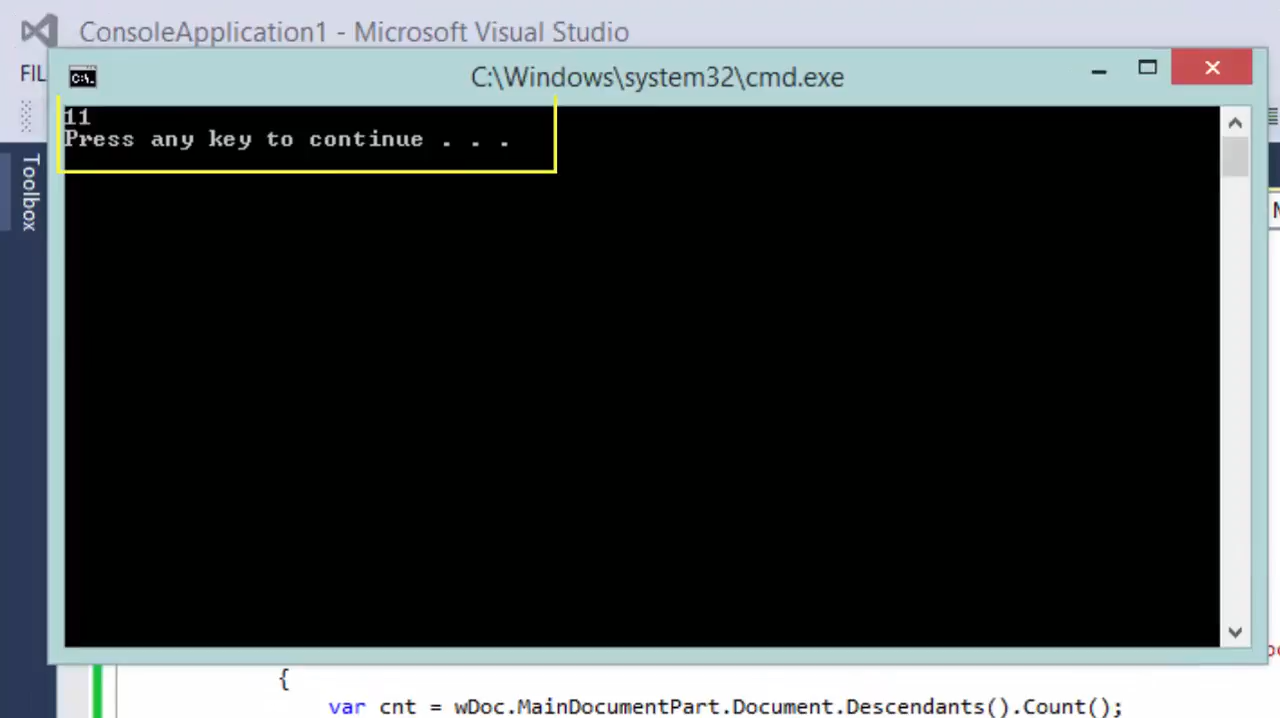 ConsoleApplication1 - Microsoft Visual Studio
FIL
C:\Windows\system32\cmd.exe
11
Press any key to continue . . .
Toolbox
{
var cnt = wDoc.MainDocumentPart.Document.Descendants().Count();